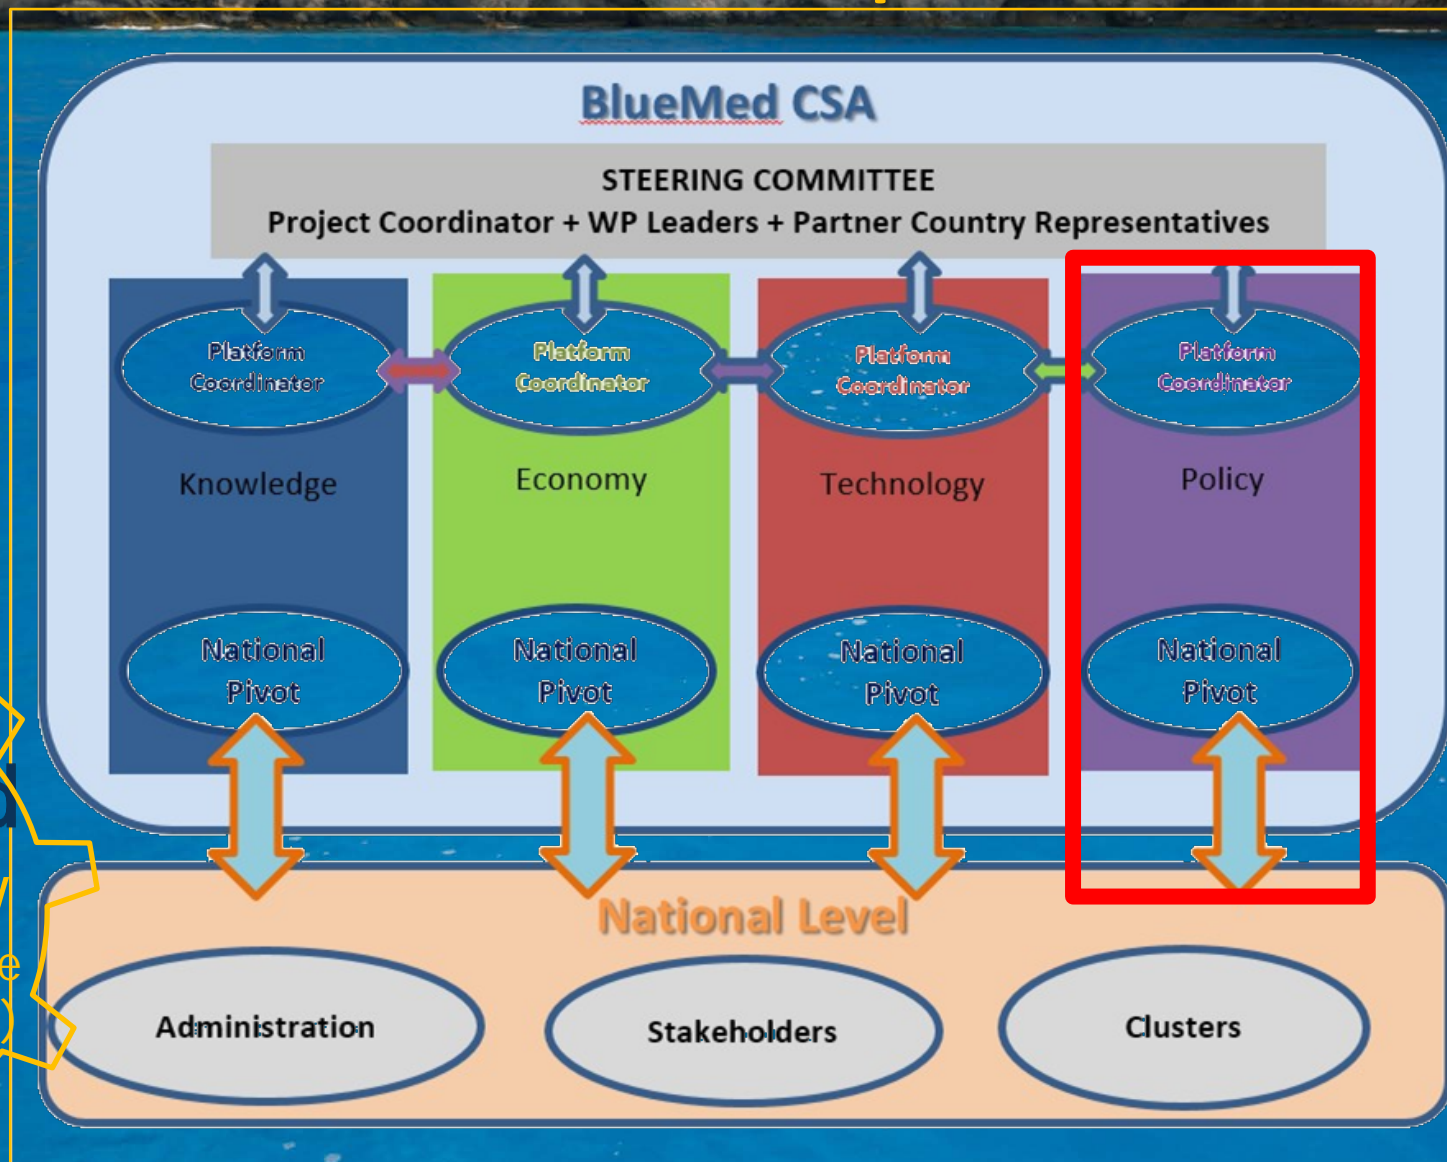 BlueMed CSA
STEERING COMMITTEE
Project Coordinator + WP Leaders + Partner Country Representatives
Platform
Coordinator
Platform
Coordinator
Platform
Coordinator
Platform
Coordinator
Knowledge
Economy
Technology
Policy
National
Pivot
National
Pivot
National
Pivot
National
Pivot
National Level
Administration
Stakeholders
Clusters